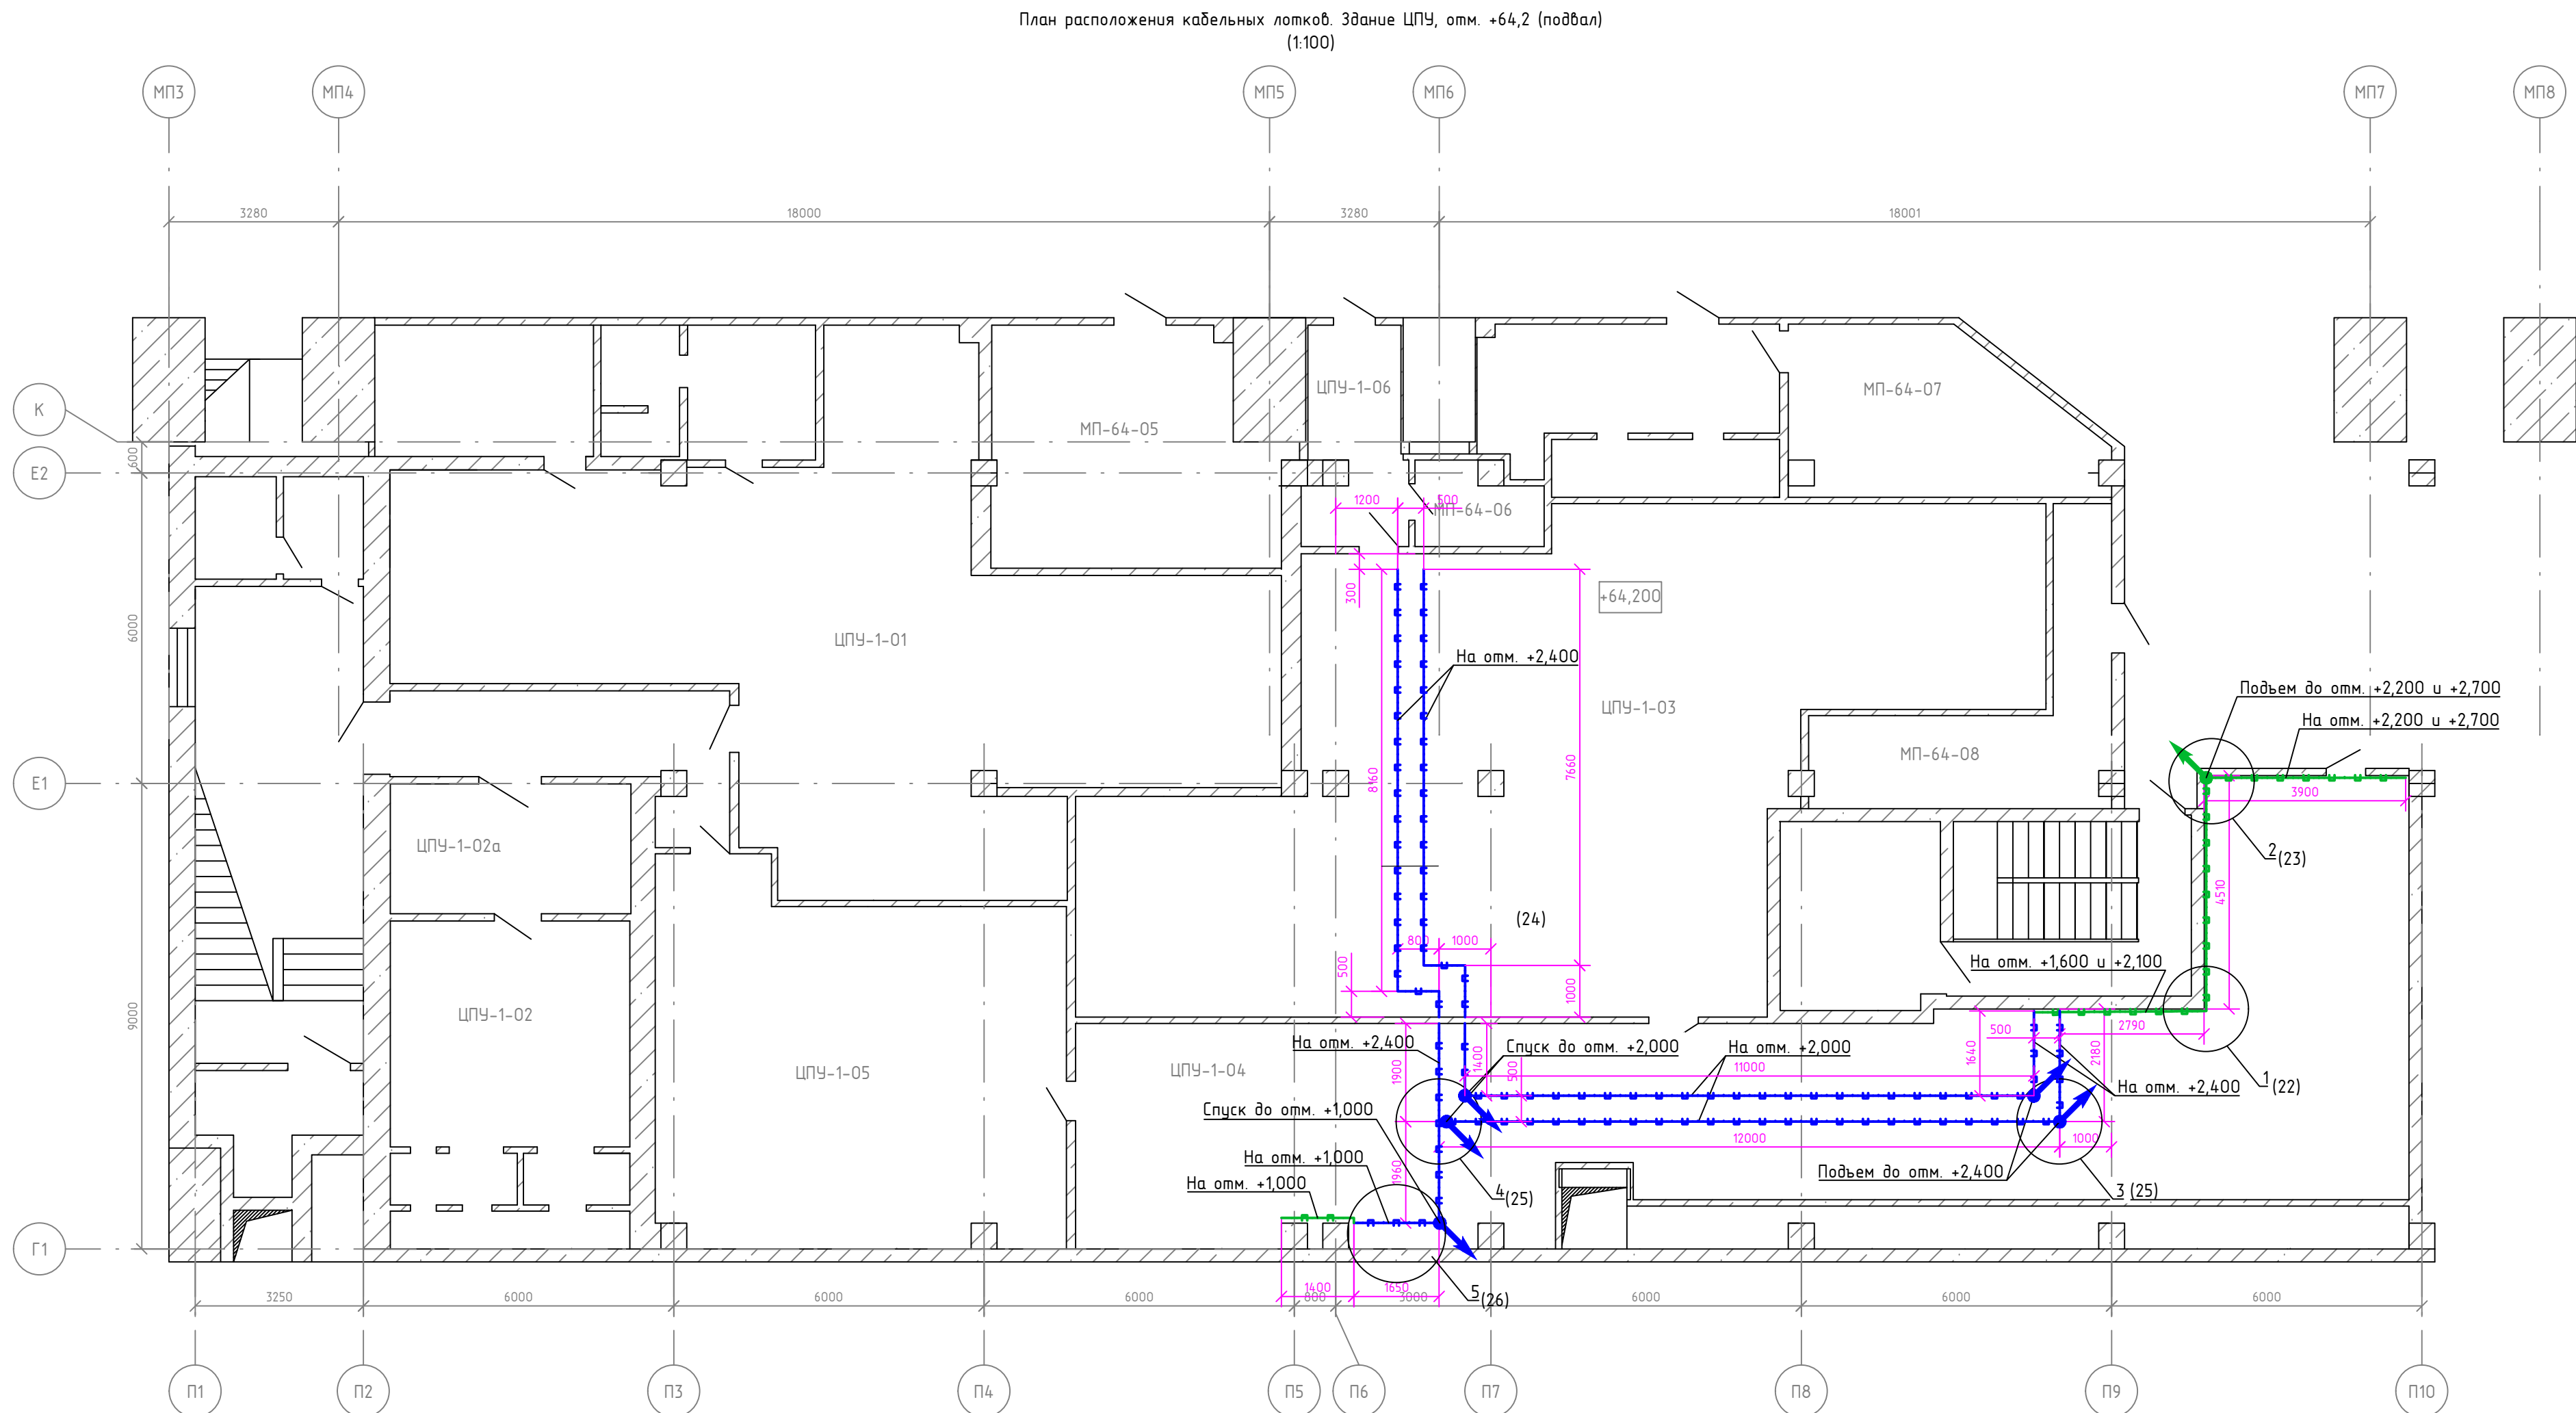 План расположения кабельных лотков. Здание ЦПУ, отм. +64,2 (подвал)
(1:100)
МП3
МП4
МП5
МП6
МП7
МП8
3280
18000
3280
18001
К
Е2
Е1
Г1
600
6000
9000
ЦПУ-1-06
МП-64-07
МП-64-05
МП-64-06
1200
500
300
+64,200
ЦПУ-1-01
На отм. +2,400
ЦПУ-1-03
МП-64-08
Подъем до отм. +2,200 и +2,700
На отм. +2,200 и +2,700
8160
7660
3900
2
(23)
ЦПУ-1-02а
4510
(24)
800
1000
500
1000
На отм. +1,600 и +2,100
ЦПУ-1-02
ЦПУ-1-05
ЦПУ-1-04
На отм. +2,400
1900
1400
Спуск до отм. +2,000
500
На отм. +2,000
11000
1640
500
2790
2180
На отм. +2,400
1
(22)
Спуск до отм. +1,000
12000
1000
На отм. +1,000
1960
Подъем до отм. +2,400
На отм. +1,000
4
(25)
3
(25)
1400
1650
5
(26)
3250
6000
6000
6000
800
3000
6000
6000
6000
П1
П2
П3
П4
П5
П6
П7
П8
П9
П10